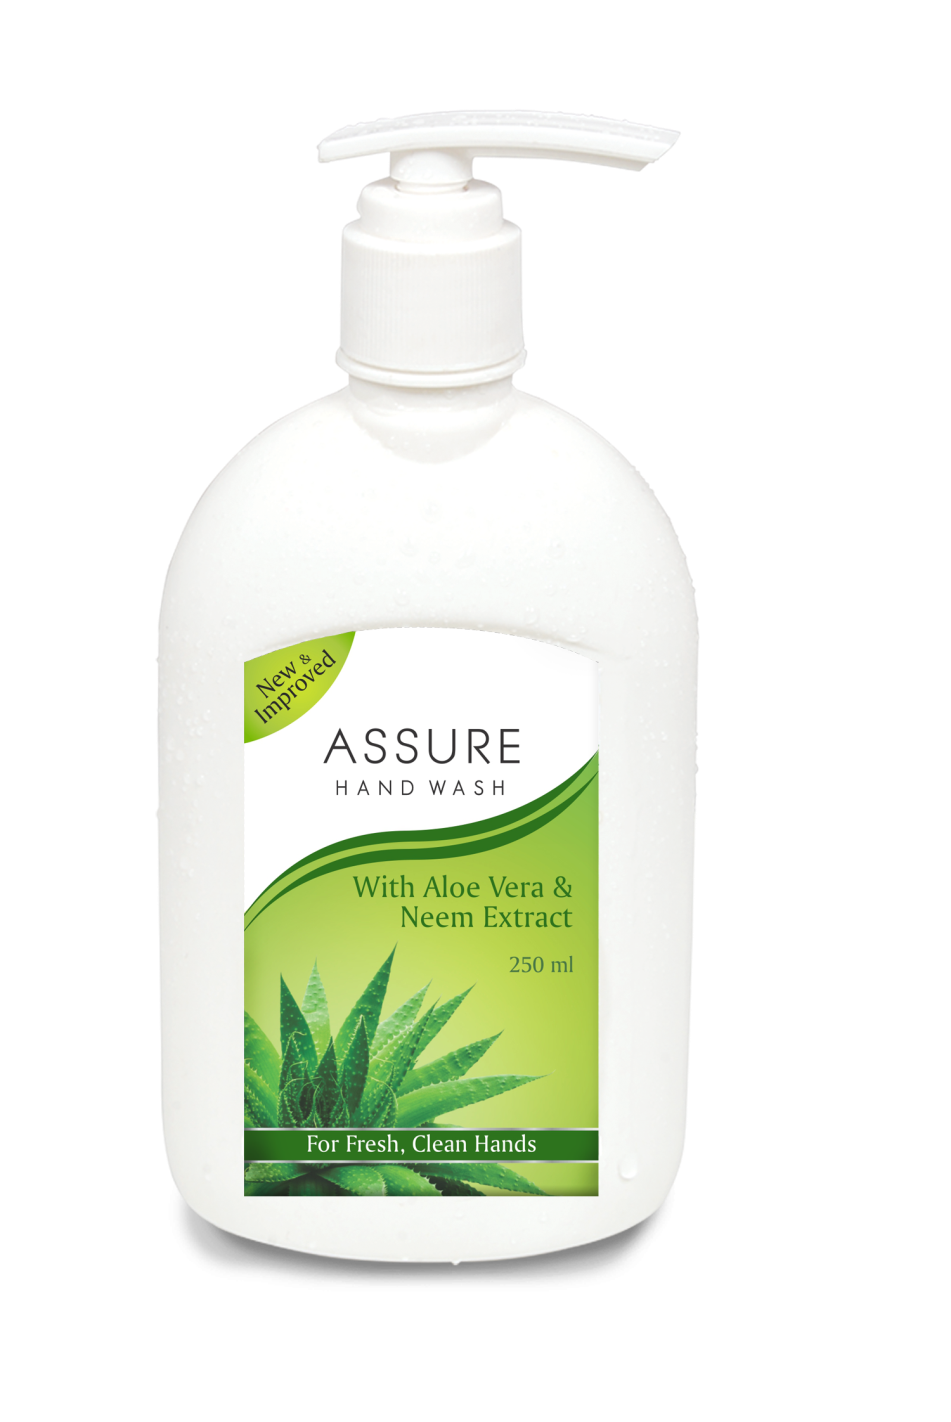 New &
Improved
ASSURE
HAND WASH
With Aloe Vera &
Neem Extract
250 ml
For Fresh, Clean Hands